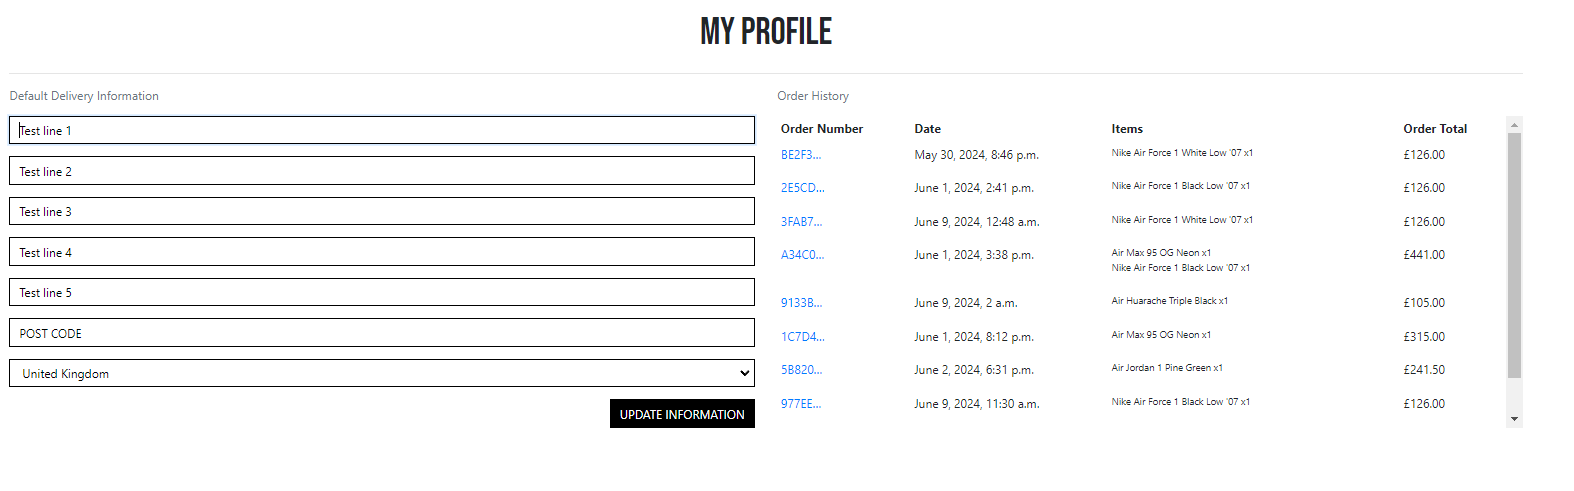 MY PROFILE
Default Delivery Information
Test line 1
Test line 2
Test line 3
Test line 4
Test line 5
POST CODE
United Kingdom
UPDATE INFORMATION
Order History
Order Number Date Items Order Total
BE2F3... May 30, 2024, 8:46 p.m. Nike Air Force 1 White Low '07 x1 £126.00
2E5CD... June 1, 2024, 2:41 p.m. Nike Air Force 1 Black Low '07 x1 £126.00
3FAB7... June 9, 2024, 12:48 a.m. Nike Air Force 1 White Low '07 x1 £126.00
A34C0... June 1, 2024, 3:38 p.m. Air Max 95 OG Neon x1 £441.00
Nike Air Force 1 Black Low '07 x1
9133B... June 9, 2024, 2 a.m. Air Huarache Triple Black x1 £105.00
1C7D4... June 1, 2024, 8:12 p.m. Air Max 95 OG Neon x1 £315.00
5B820... June 2, 2024, 6:31 p.m. Air Jordan 1 Pine Green x1 £241.50
977EE... June 9, 2024, 11:30 a.m. Nike Air Force 1 Black Low '07 x1 £126.00